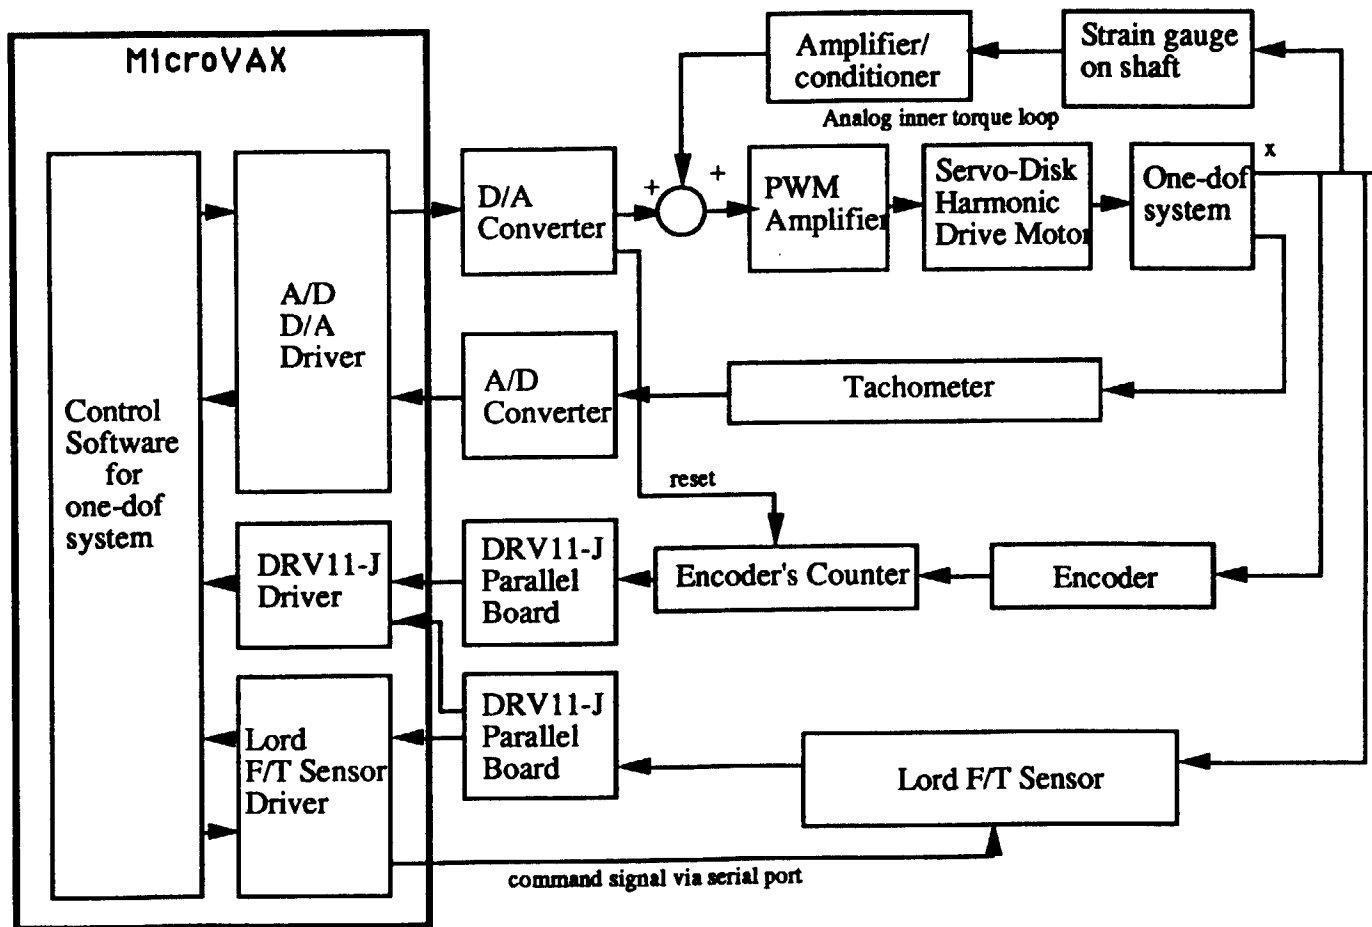 MicroVAX
Amplifier/
conditioner
Strain gauge
on shaft
Analog inner torque loop
x
+
+
D/A
Converter
PWM
Amplifier
Servo-Disk
Harmonic
Drive Motor
One-dof
system
A/D
D/A
Driver
A/D
Converter
Tachometer
Control
Software
for
one-dof
system
reset
DRV11-J
Driver
DRV11-J
Parallel
Board
Encoder's Counter
Encoder
Lord
F/T Sensor
Driver
DRV11-J
Parallel
Board
Lord F/T Sensor
command signal via serial port